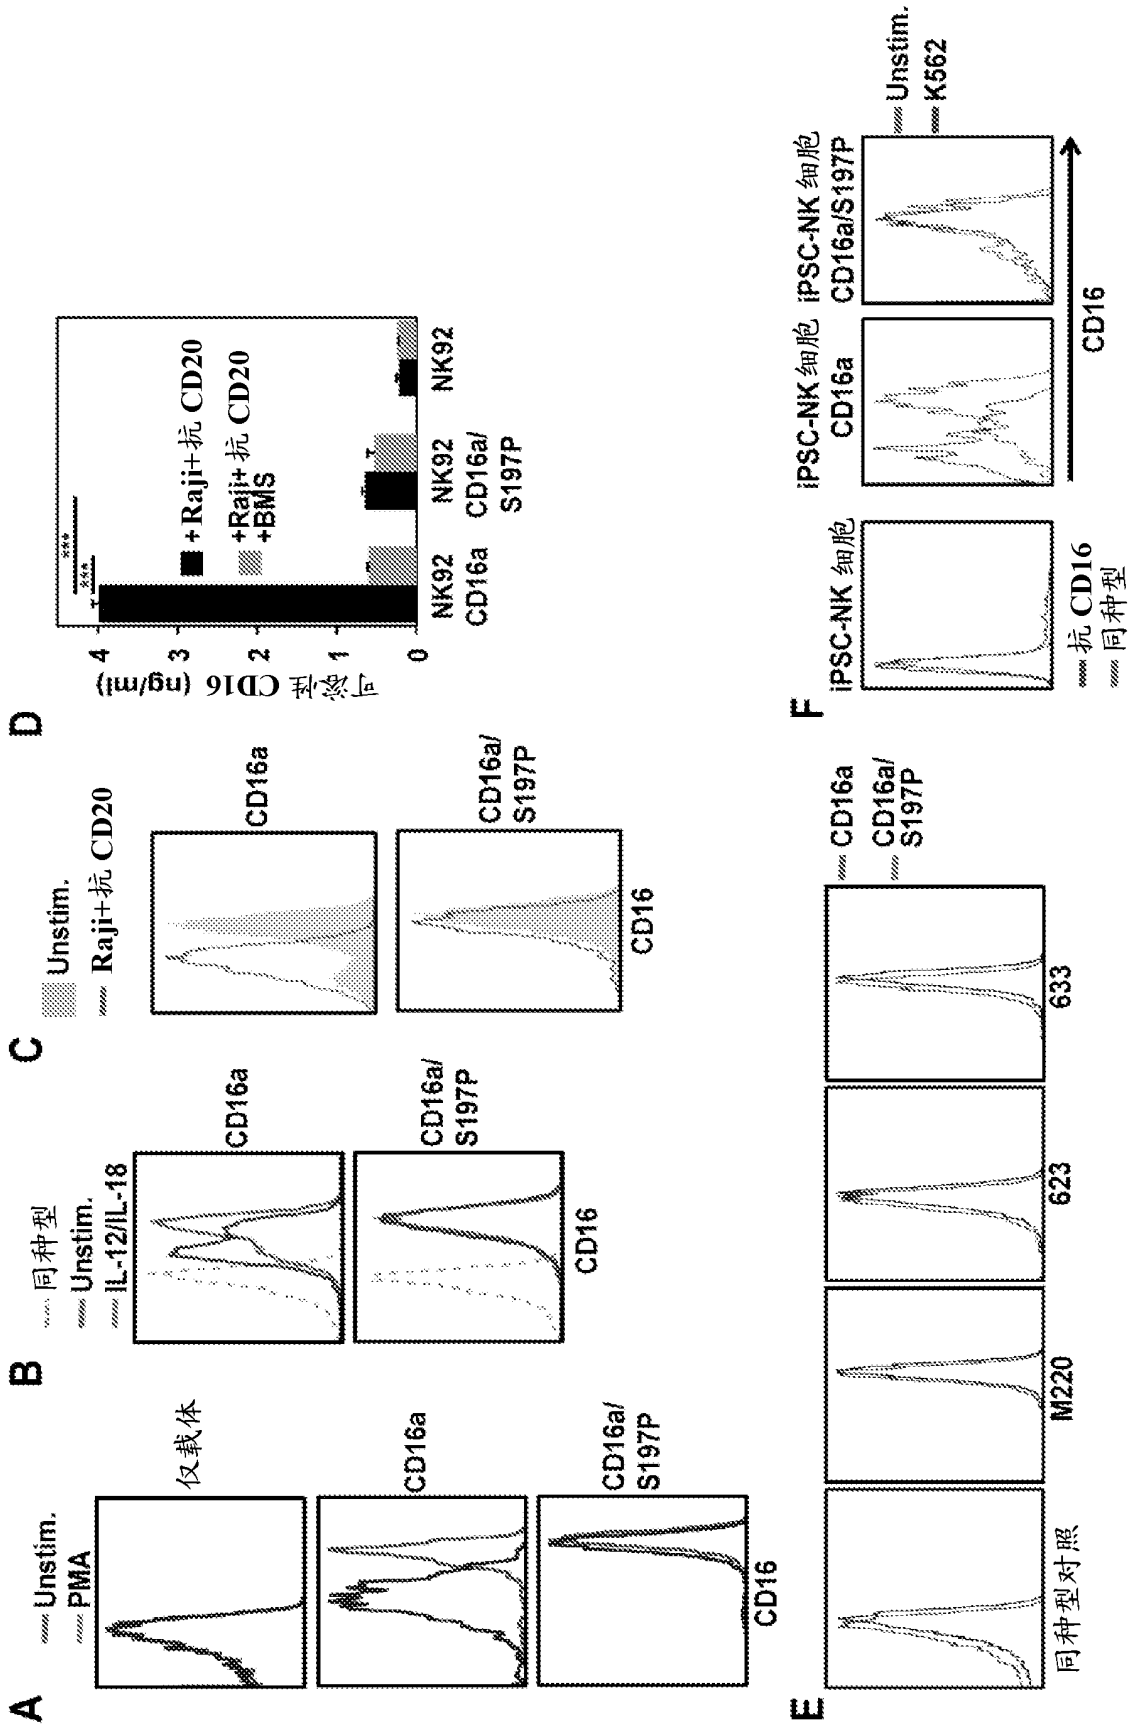 A
Unstim.
PMA
仅载体
CD16a
CD16a/
S197P
CD16
B
同种型
Unstim.
IL-12/IL-18
CD16a
CD16a/
S197P
CD16
C
Unstim.
Raji+抗 CD20
CD16a
CD16a/
S197P
CD16
D
可溶性 CD16 (ng/ml)
4
3
2
1
0
***
***
+Raji+抗 CD20
+Raji+抗 CD20
+BMS
NK92
CD16a
NK92
CD16a/
S197P
NK92
E
同种型对照
M220
623
633
CD16a
CD16a/
S197P
F
iPSC-NK 细胞
抗 CD16
同种型
iPSC-NK 细胞
CD16a
iPSC-NK 细胞
CD16a/S197P
Unstim.
K562
CD16